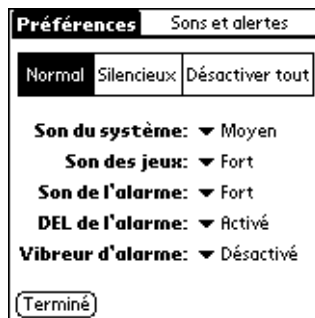 Préférences Sons et alertes
Normal Silencieux Désactiver tout
Son du système: Moyen
Son des jeux: Fort
Son de l'alarme: Fort
DEL de l'alarme: Activé
Vibreur d'alarme: Désactivé
Terminé